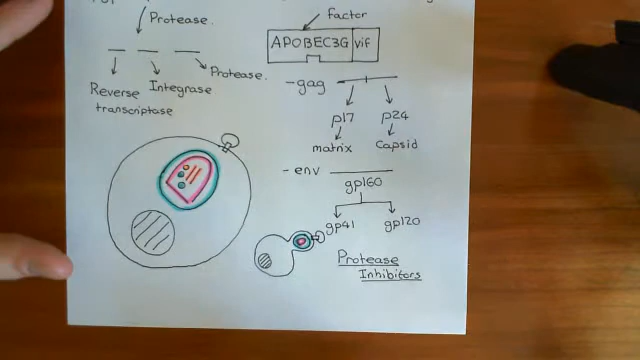 Protease.
Reverse Integrase Protease.
transcriptase
factor
APOBEC3G vif
- gag
p17 p24
matrix Capsid
- env
gp160
gp41 gp120
Protease
Inhibitors